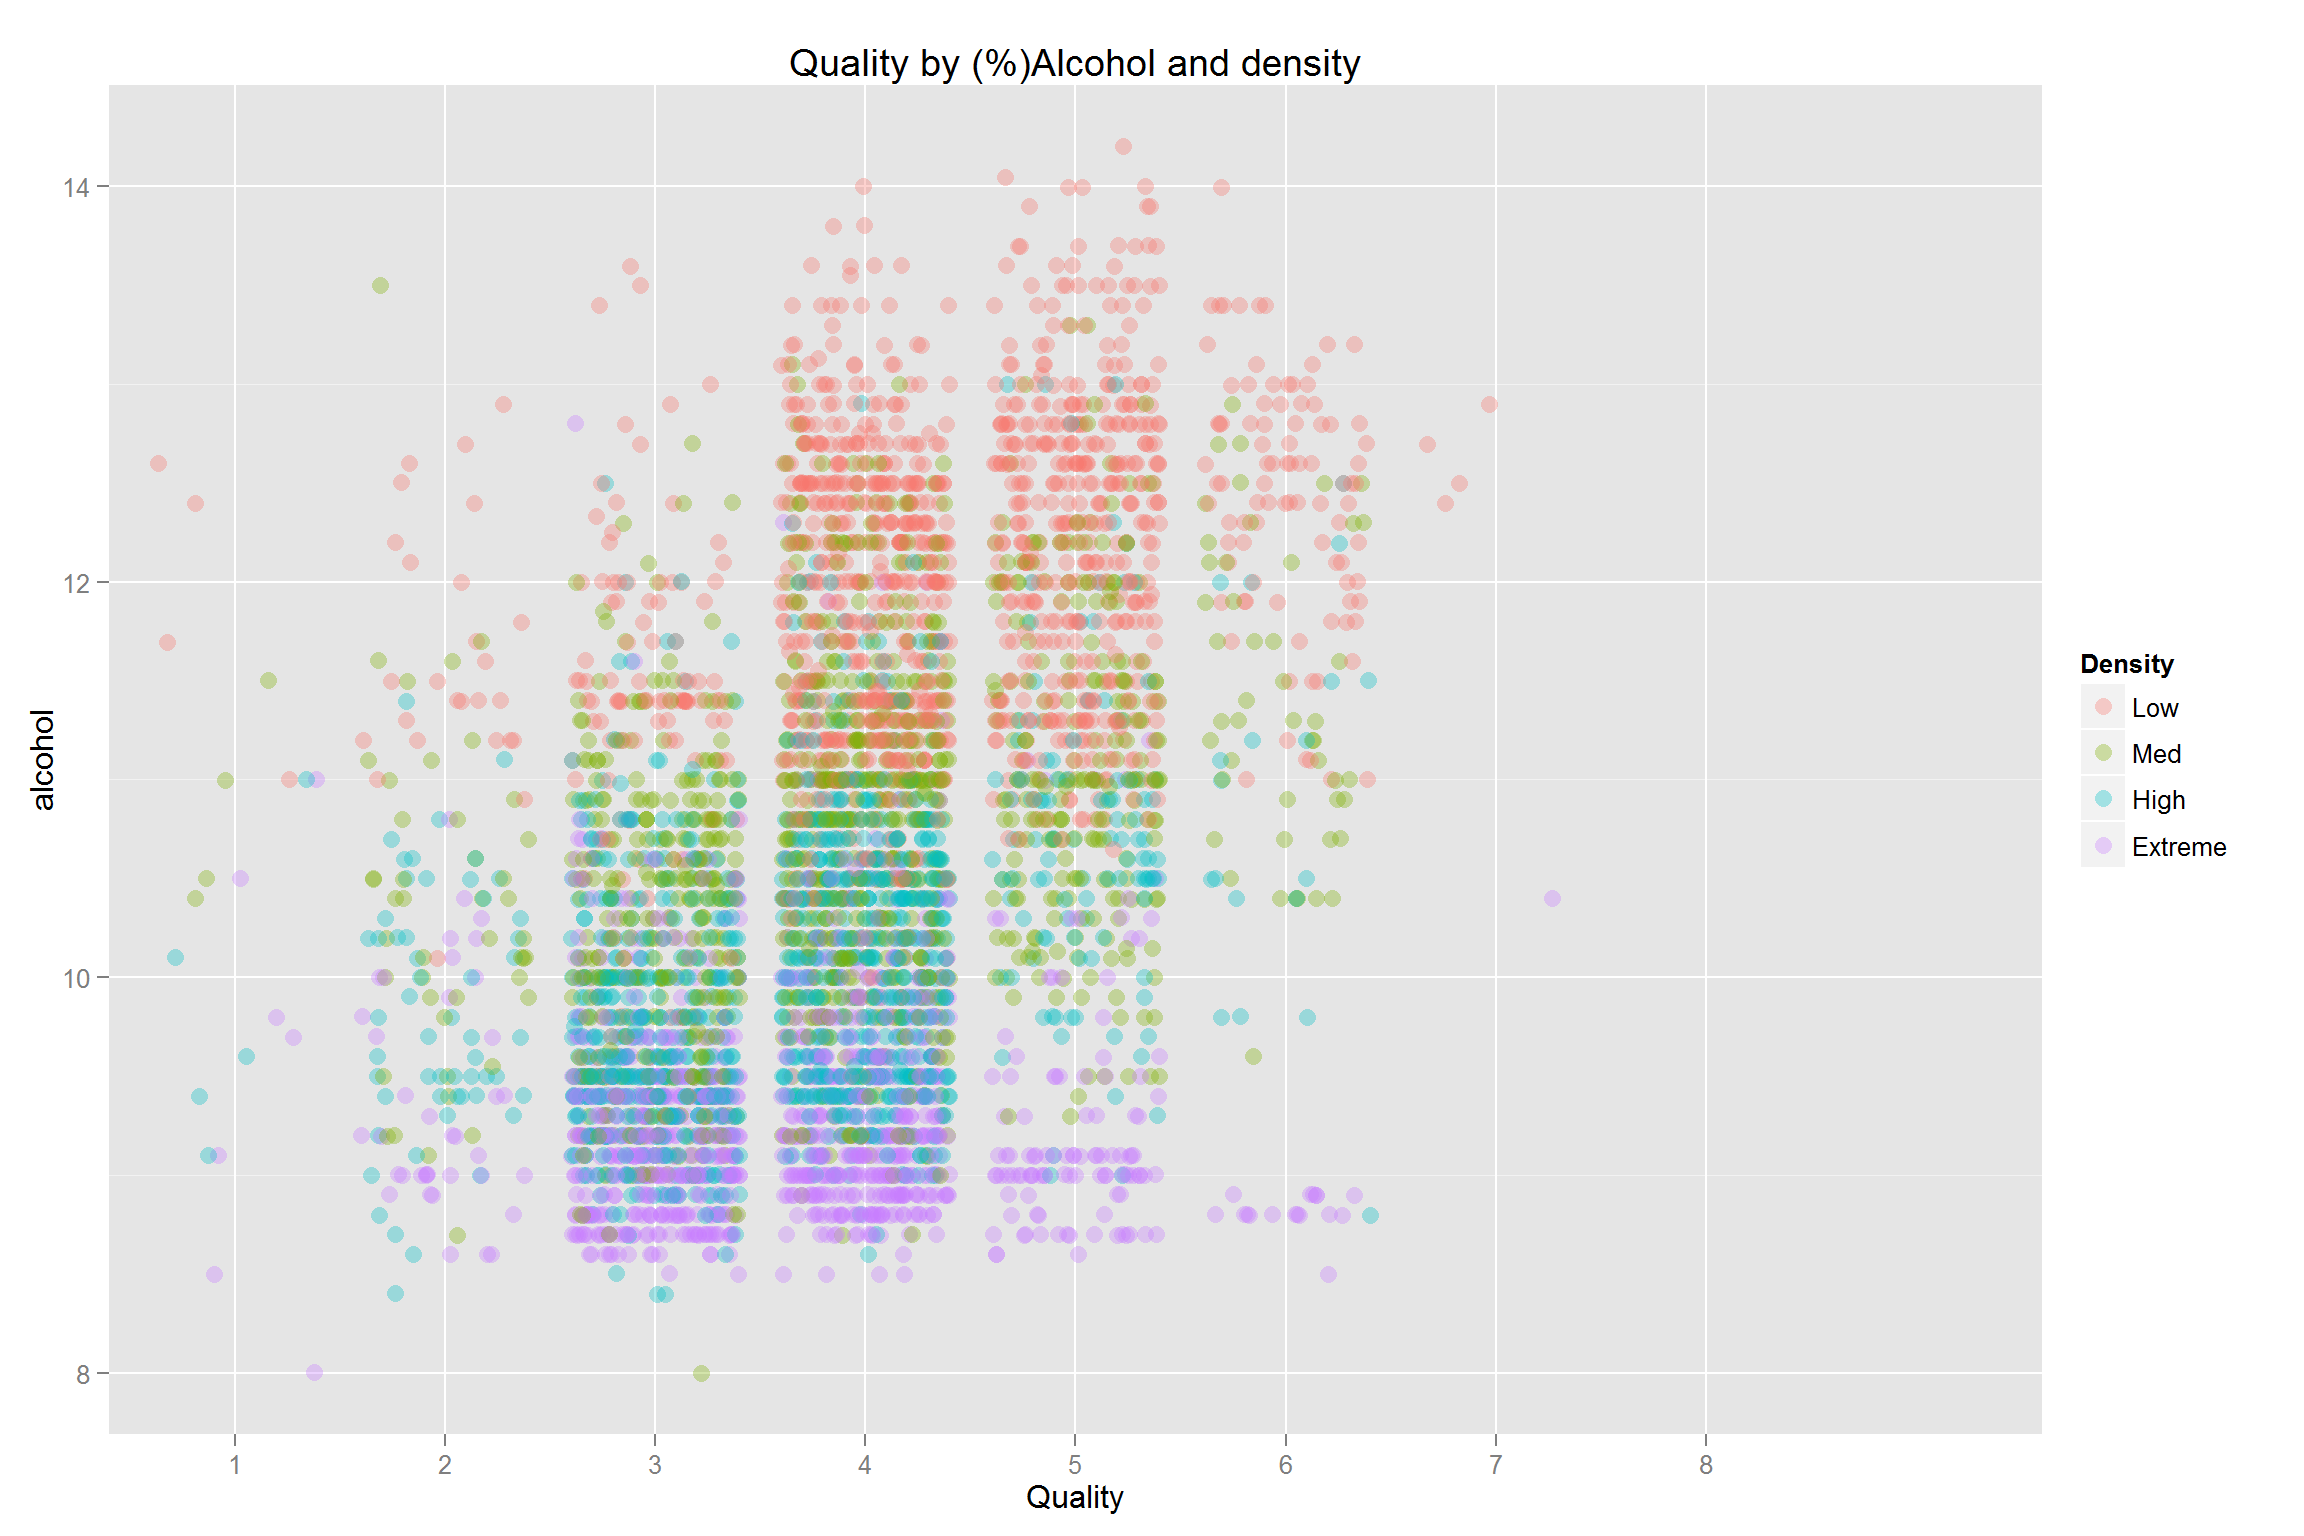 Quality by (%)Alcohol and density
14
12
10
8
alcohol
1 2 3 4 5 6 7 8
Quality
Density
Low
Med
High
Extreme